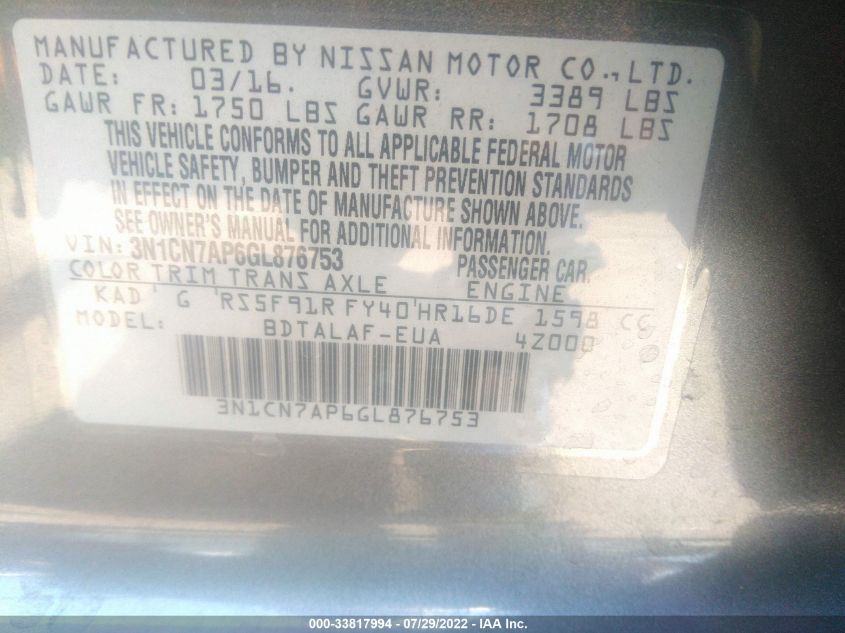 MANUFACTURED BY NISSAN MOTOR CO., LTD.
DATE: 03/16. GVWR: 3389 LBS
GAWR FR: 1750 LBS GAWR RR: 1708 LBS
THIS VEHICLE CONFORMS TO ALL APPLICABLE FEDERAL MOTOR
VEHICLE SAFETY, BUMPER AND THEFT PREVENTION STANDARDS
IN EFFECT ON THE DATE OF MANUFACTURE SHOWN ABOVE.
SEE OWNER'S MANUAL FOR ADDITIONAL INFORMATION.
VIN: 3N1CN7AP6GL876753 PASSENGER CAR.
COLOR TRIM TRANS AXLE ENGINE
KAD G RS5F91R FY40 HR16DE 1598 CC
MODEL: BDTALAF-EUA 4Z000
3N1CN7AP6GL876753
000-33817994 - 07/29/2022 - IAA Inc.